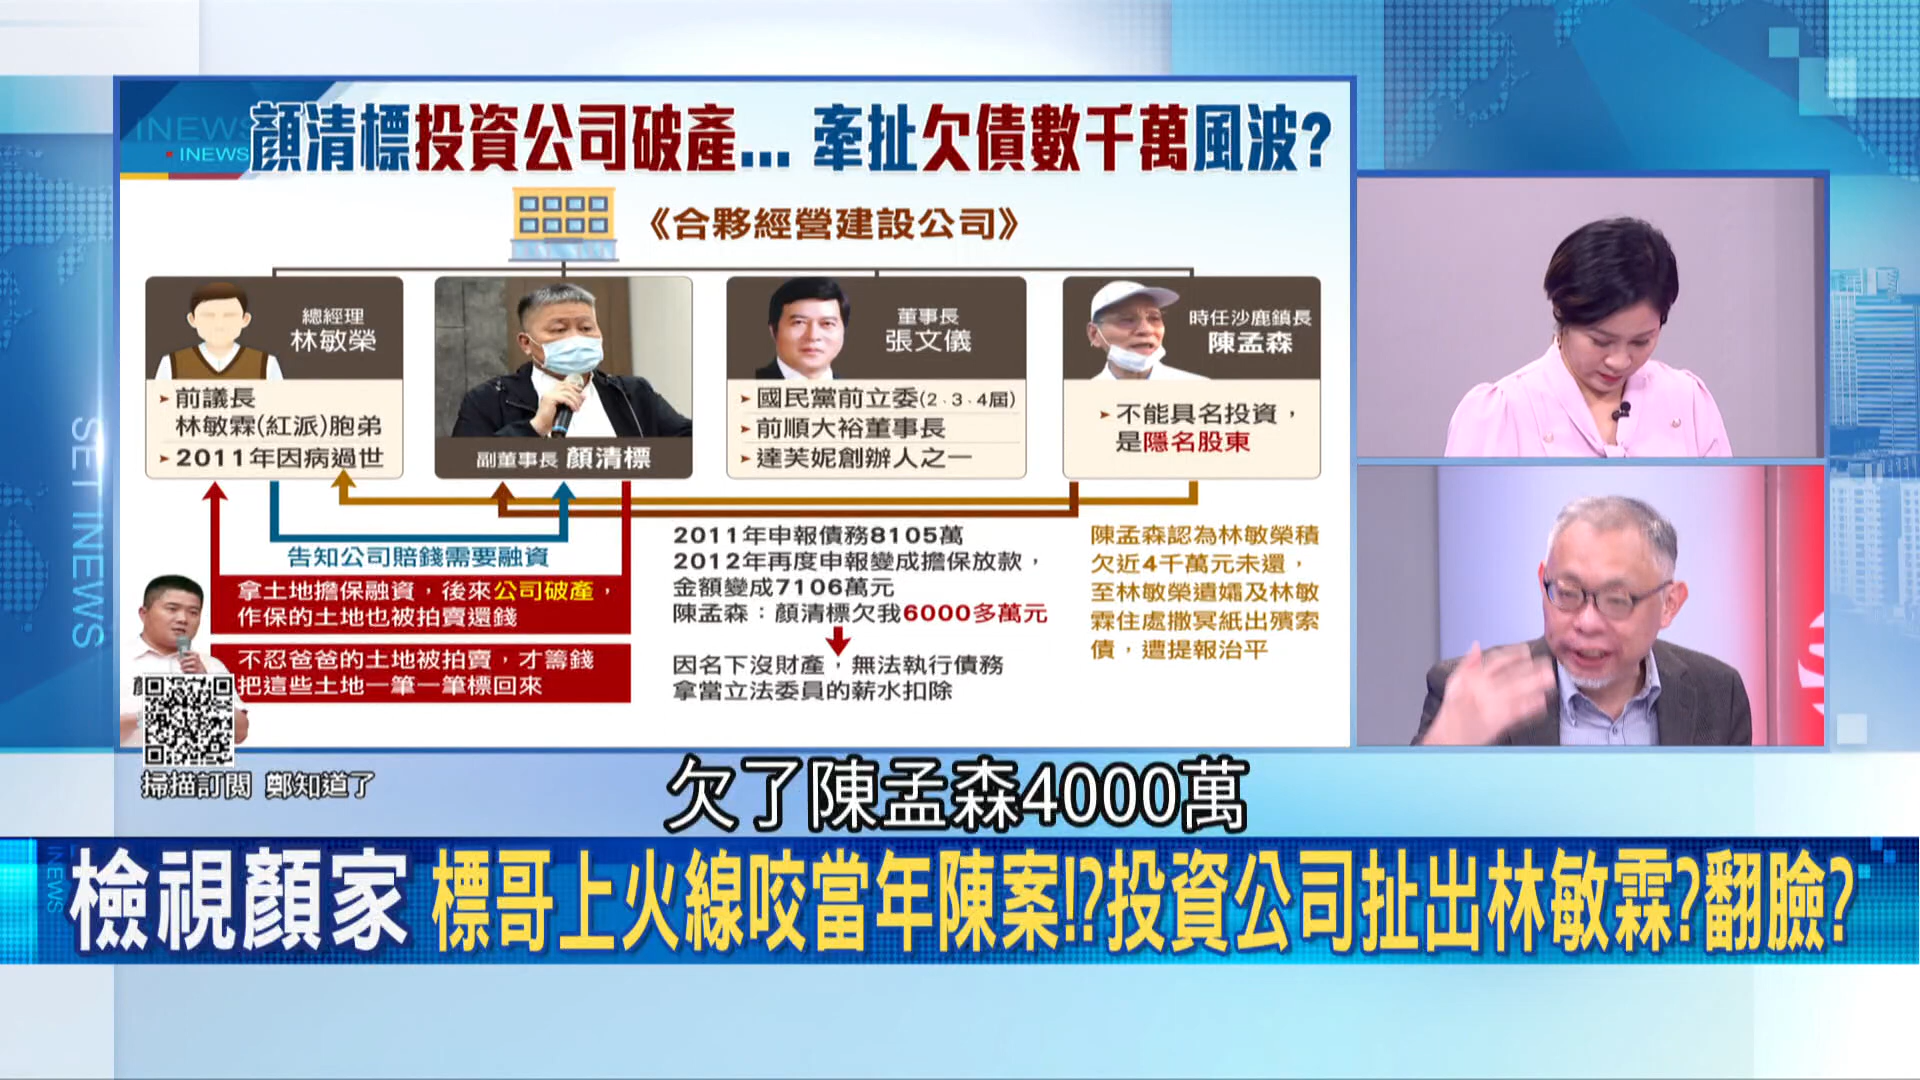 INEWS
INEWS
顏清標投資公司破產... 牽扯欠債數千萬風波?
《合夥經營建設公司》
總經理
林敏榮
前議長
林敏霖(紅派)胞弟
2011年因病過世
副董事長 顏清標
董事長
張文儀
國民黨前立委(2、3、4屆)
前順大裕董事長
達芙妮創辦人之一
時任沙鹿鎮長
陳孟森
不能具名投資，
是隱名股東
告知公司賠錢需要融資
拿土地擔保融資，後來公司破產，
作保的土地也被拍賣還錢
不忍爸爸的土地被拍賣，才籌錢
把這些土地一筆一筆標回來
2011年申報債務8105萬
2012年再度申報變成擔保放款，
金額變成7106萬元
陳孟森：顏清標欠我6000多萬元
因名下沒財產，無法執行債務
拿當立法委員的薪水扣除
陳孟森認為林敏榮積
欠近4千萬元未還，
至林敏榮遺孀及林敏
霖住處撒冥紙出殯索
債，遭提報治平
SET INEWS
掃描訂閱 鄭知道了
欠了陳孟森4000萬
INEWS
檢視顏家 標哥上火線咬當年陳案!?投資公司扯出林敏霖?翻臉?